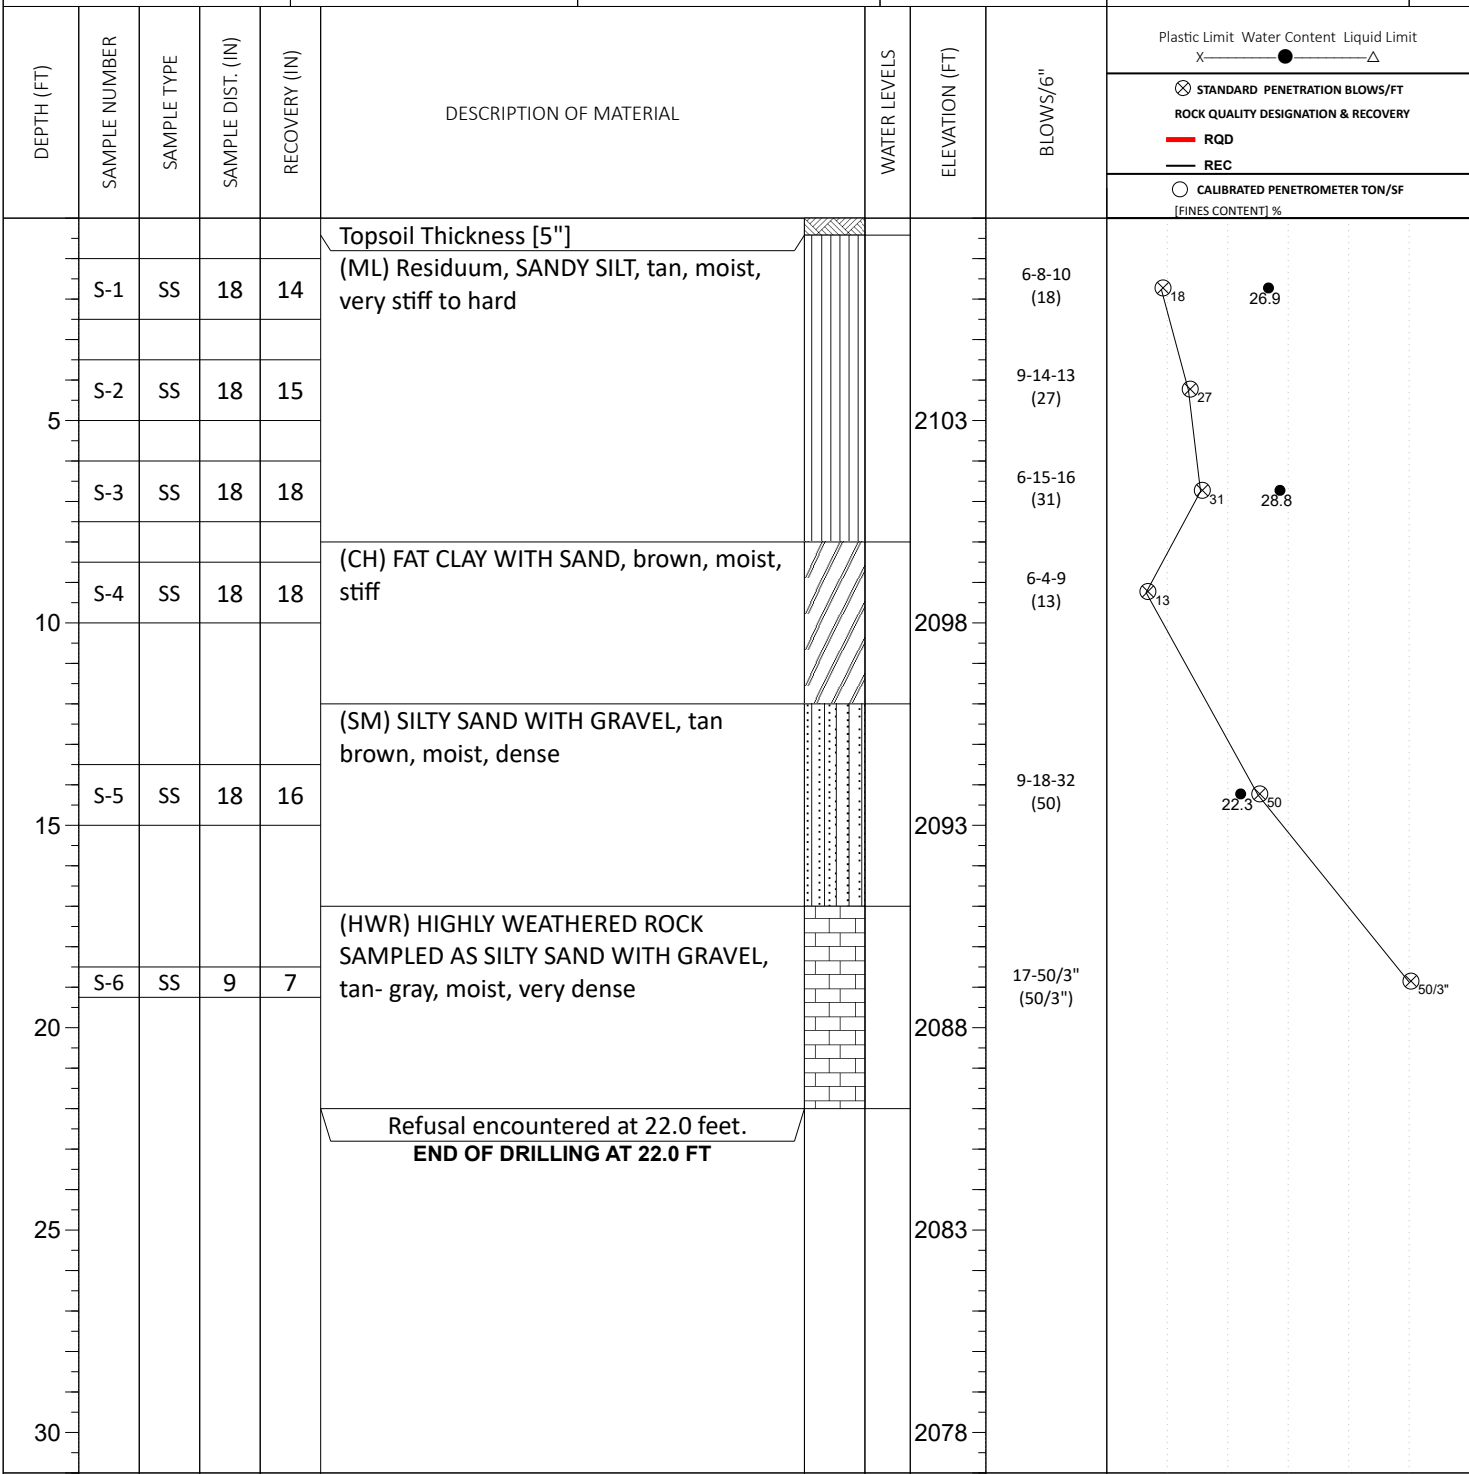 DEPTH (FT)
SAMPLE NUMBER
SAMPLE TYPE
SAMPLE DIST. (IN)
RECOVERY (IN)
DESCRIPTION OF MATERIAL
WATER LEVELS
ELEVATION (FT)
BLOWS/6"
Plastic Limit Water Content Liquid Limit
X
STANDARD PENETRATION BLOWS/FT
ROCK QUALITY DESIGNATION & RECOVERY
RQD
REC
CALIBRATED PENETROMETER TON/SF
[FINES CONTENT] %
Topsoil Thickness [5"]
(ML) Residuum, SANDY SILT, tan, moist,
very stiff to hard
S-1 SS 18 14
6-8-10
(18)
18 26.9
S-2 SS 18 15
9-14-13
(27)
27
5 2103
S-3 SS 18 18
6-15-16
(31)
31 28.8
(CH) FAT CLAY WITH SAND, brown, moist,
stiff
S-4 SS 18 18
6-4-9
(13)
13
10 2098
(SM) SILTY SAND WITH GRAVEL, tan
brown, moist, dense
S-5 SS 18 16
9-18-32
(50)
22.3 50
15 2093
(HWR) HIGHLY WEATHERED ROCK
SAMPLED AS SILTY SAND WITH GRAVEL,
tan- gray, moist, very dense
S-6 SS 9 7
17-50/3"
(50/3")
50/3"
20 2088
Refusal encountered at 22.0 feet.
END OF DRILLING AT 22.0 FT
25 2083
30 2078